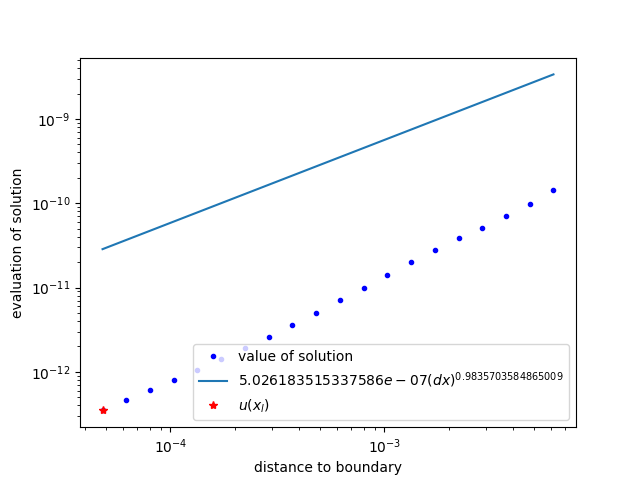 evaluation of solution
10⁻⁹
10⁻¹⁰
10⁻¹¹
10⁻¹²
value of solution
5.026183515337586e − 07(dx)^0.9835703584865009
u(x_l)
10⁻⁴
10⁻³
distance to boundary